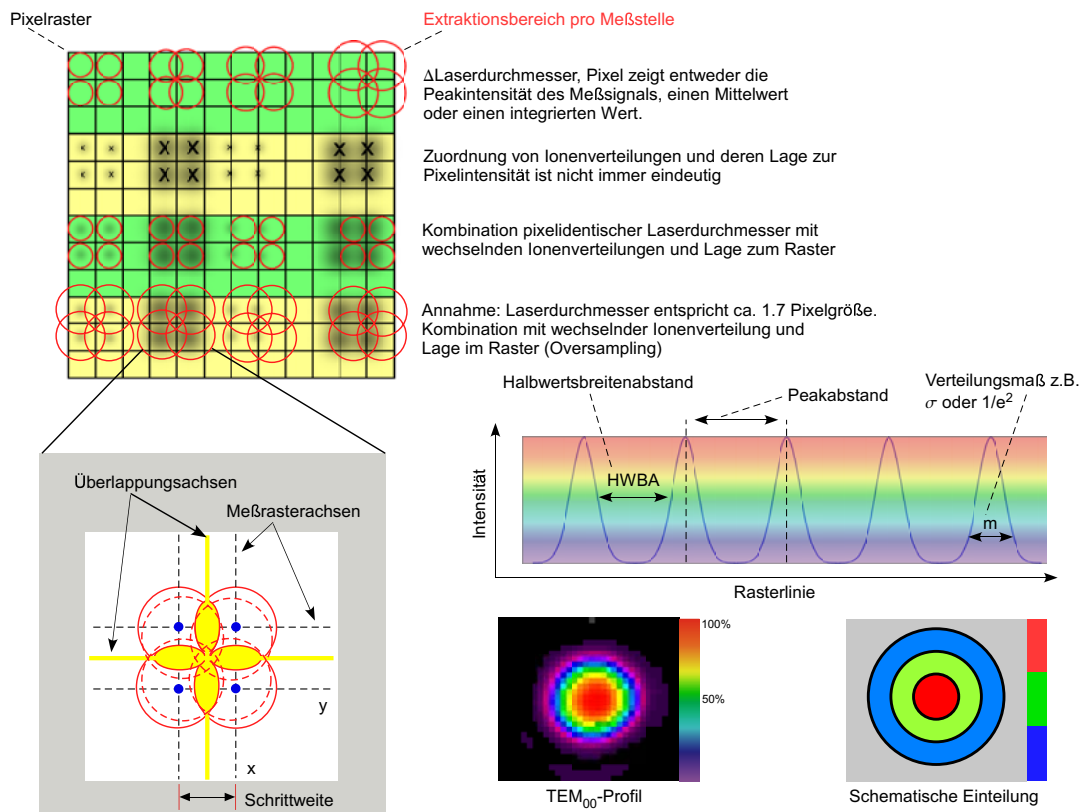 Pixelraster
Extraktionsbereich pro Meßstelle
ΔLaserdurchmesser, Pixel zeigt entweder die
Peakintensität des Meßsignals, einen Mittelwert
oder einen integrierten Wert.
Zuordnung von Ionenverteilungen und deren Lage zur
Pixelintensität ist nicht immer eindeutig
Kombination pixelidentischer Laserdurchmesser mit
wechselnden Ionenverteilungen und Lage zum Raster
Annahme: Laserdurchmesser entspricht ca. 1.7 Pixelgröße.
Kombination mit wechselnder Ionenverteilung und
Lage im Raster (Oversampling)
Halbwertsbreitenabstand
Peakabstand
Verteilungsmaß z.B.
σ oder 1/e²
Intensität
HWBA
m
Rasterlinie
Überlappungsachsen
Meßrasterachsen
y
x
Schrittweite
100%
50%
TEM₀₀-Profil
Schematische Einteilung